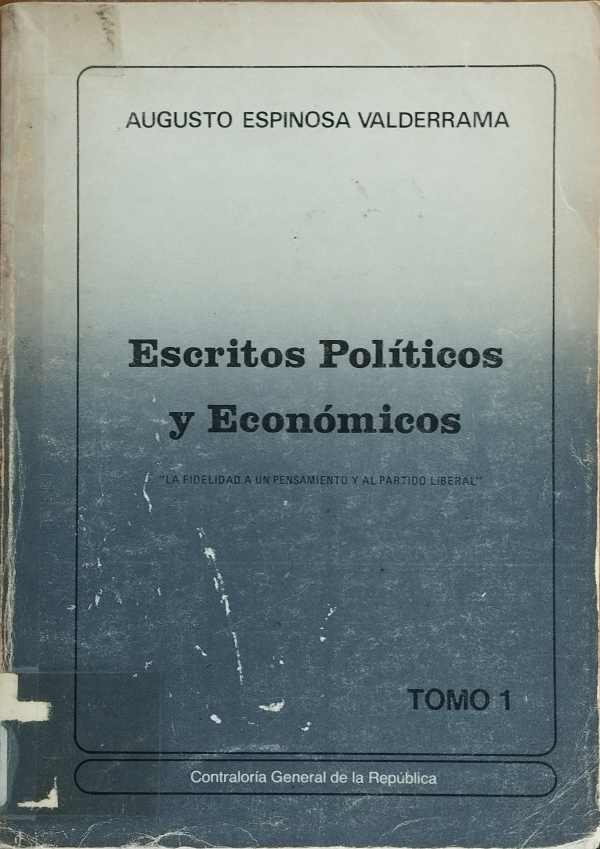 AUGUSTO ESPINOSA VALDERRAMA
Escritos Políticos
y Económicos
"LA FIDELIDAD A UN PENSAMIENTO Y AL PARTIDO LIBERAL"
TOMO 1
Contraloría General de la República